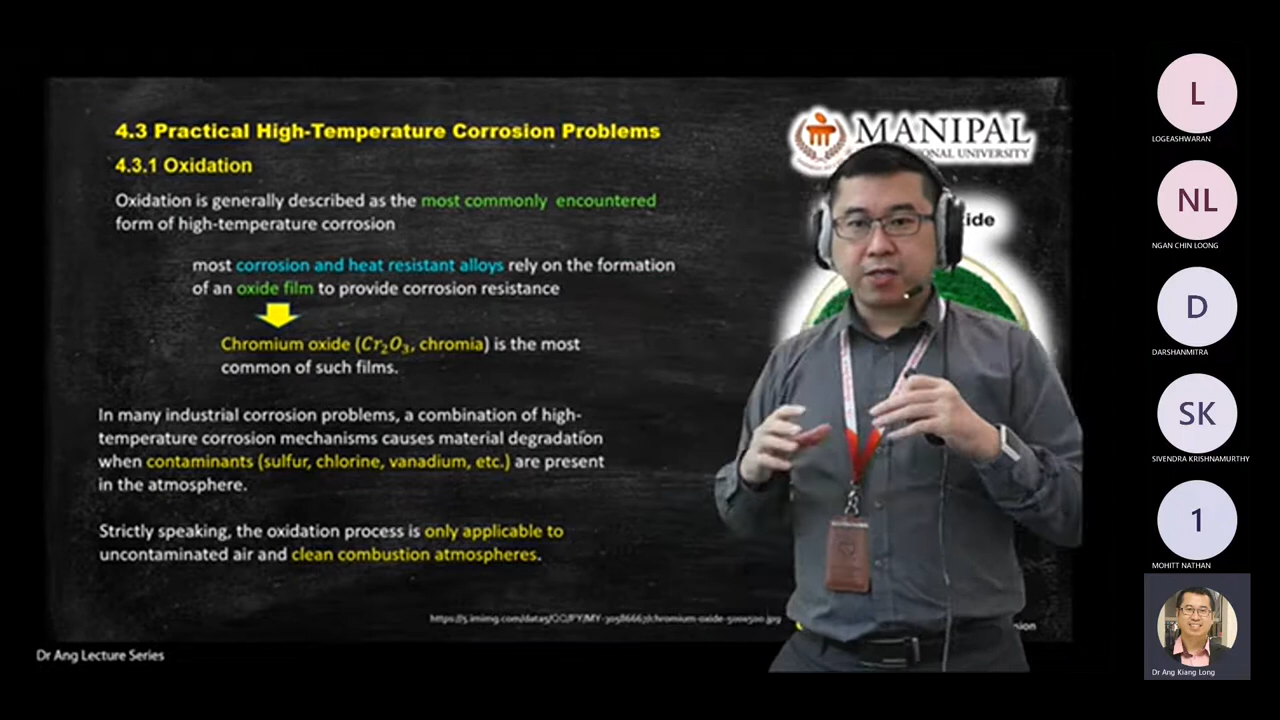 4.3 Practical High-Temperature Corrosion Problems
4.3.1 Oxidation
Oxidation is generally described as the most commonly encountered
form of high-temperature corrosion
most corrosion and heat resistant alloys rely on the formation
of an oxide film to provide corrosion resistance
Chromium oxide (Cr₂O₃, chromia) is the most
common of such films.
In many industrial corrosion problems, a combination of high-
temperature corrosion mechanisms causes material degradation
when contaminants (sulfur, chlorine, vanadium, etc.) are present
in the atmosphere.
Strictly speaking, the oxidation process is only applicable to
uncontaminated air and clean combustion atmospheres.
Dr Ang Lecture Series
MANIPAL
UNIVERSITY
L
LOGEASHWARAN
NL
NGAN CHIN LOONG
D
DARSHANMITRA
SK
SIVENDRA KRISHNAMURTHY
1
MOHITT NATHAN
Dr Ang Kiang Long